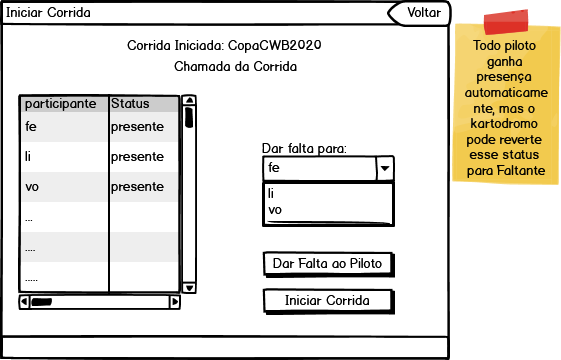 Iniciar Corrida
Voltar
Corrida Iniciada: CopaCWB2020
Chamada da Corrida
participante Status
fe presente
li presente
vo presente
...
....
.....
Dar falta para:
fe
li
vo
Dar Falta ao Piloto
Iniciar Corrida
Todo piloto
ganha
presença
automaticame
nte, mas o
kartodromo
pode reverte
esse status
para Faltante